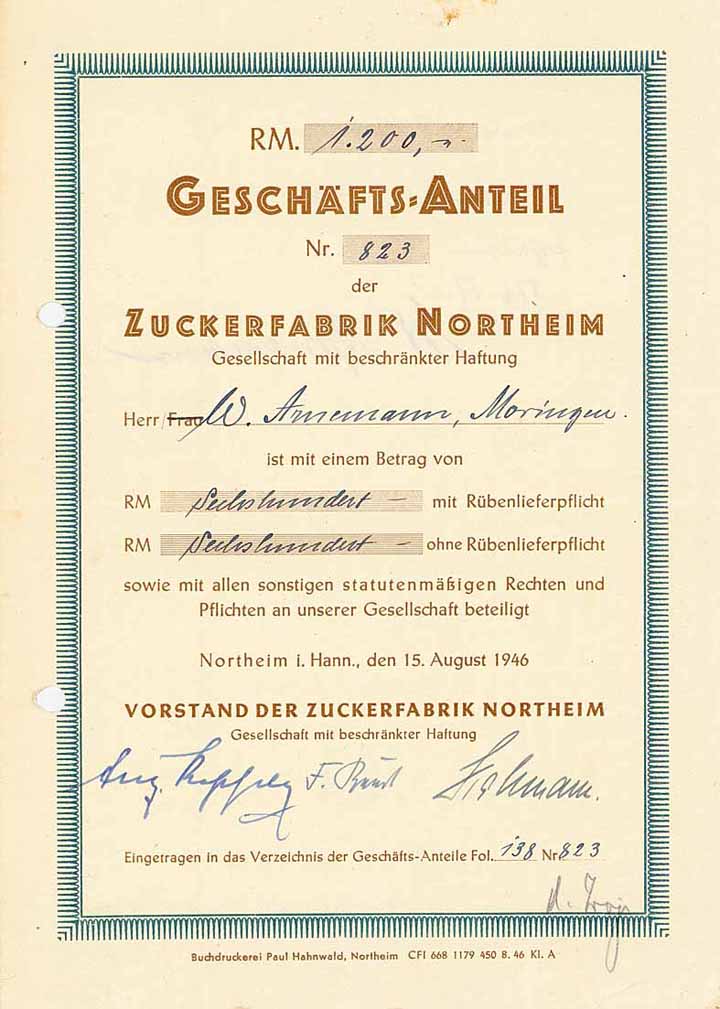 RM. 1.200,-
GESCHÄFTS-ANTEIL
Nr. 823
der
ZUCKERFABRIK NORTHEIM
Gesellschaft mit beschränkter Haftung
Herr/Frau W. Arnemann, Moringen.
ist mit einem Betrag von
RM Sechshundert — mit Rübenlieferpflicht
RM Sechshundert — ohne Rübenlieferpflicht
sowie mit allen sonstigen statutenmäßigen Rechten und
Pflichten an unserer Gesellschaft beteiligt
Northeim i. Hann., den 15. August 1946
VORSTAND DER ZUCKERFABRIK NORTHEIM
Gesellschaft mit beschränkter Haftung
Aug. F.
Eingetragen in das Verzeichnis der Geschäfts-Anteile Fol. 138 Nr 823
Buchdruckerei Paul Hahnwald, Northeim CFI 668 1179 450 8. 46 Kl. A